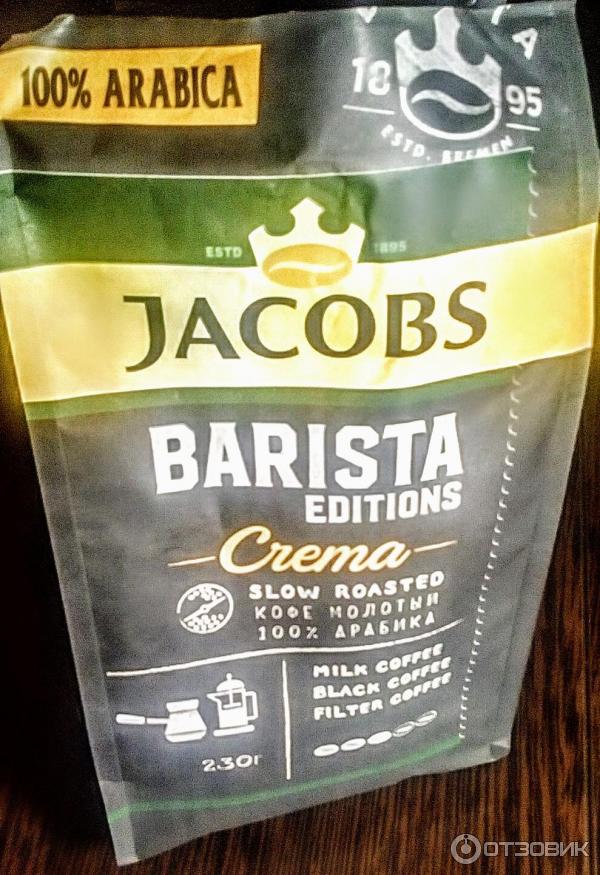 100% ARABICA
18 95
ESTD. BREMEN
ESTD 1895
JACOBS
BARISTA
EDITIONS
Crema
SLOW ROASTED
КОФЕ МОЛОТЫЙ
100% АРАБИКА
MILK COFFEE
BLACK COFFEE
FILTER COFFEE
230г
ОТЗОВИК